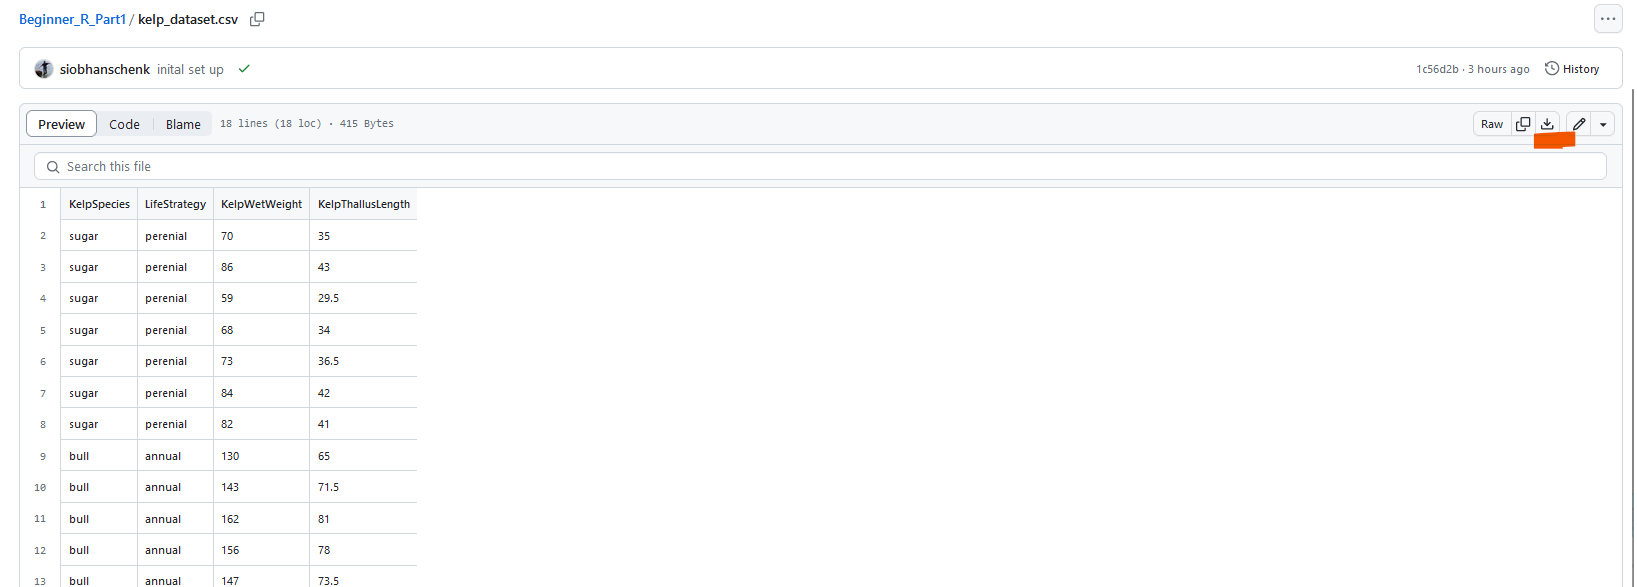 Beginner_R_Part1 / kelp_dataset.csv
siobhanschenk inital set up 1c56d2b · 3 hours ago History
Preview Code Blame 18 lines (18 loc) · 415 Bytes Raw
Search this file
1 KelpSpecies LifeStrategy KelpWetWeight KelpThallusLength
2 sugar perenial 70 35
3 sugar perenial 86 43
4 sugar perenial 59 29.5
5 sugar perenial 68 34
6 sugar perenial 73 36.5
7 sugar perenial 84 42
8 sugar perenial 82 41
9 bull annual 130 65
10 bull annual 143 71.5
11 bull annual 162 81
12 bull annual 156 78
13 bull annual 147 73.5